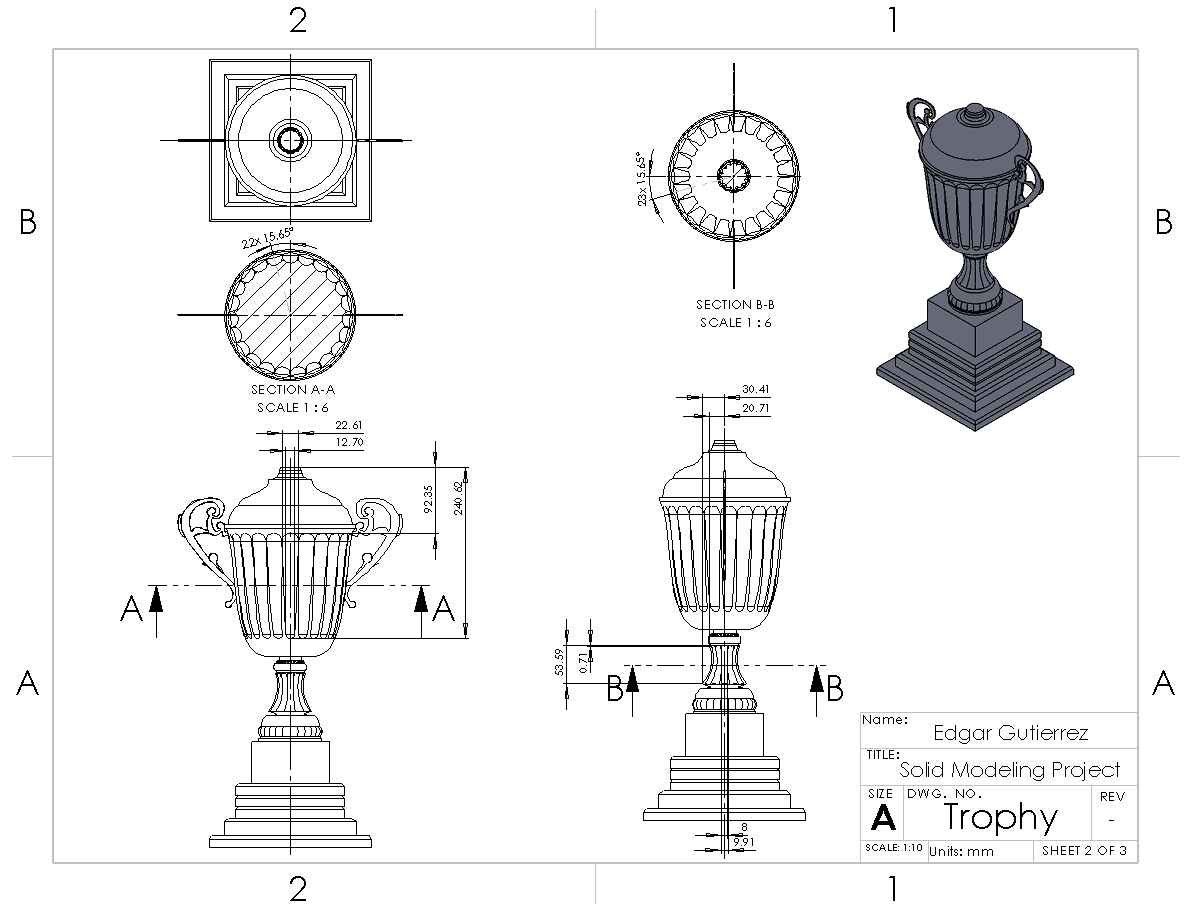 2
1
B
B
22x 15.65°
SECTION A-A
SCALE 1 : 6
23x 15.65°
SECTION B-B
SCALE 1 : 6
22.61
12.70
92.35
240.62
A
A
30.41
20.71
53.59
0.71
B
B
8
9.91
A
A
Name:
Edgar Gutierrez
TITLE:
Solid Modeling Project
SIZE
A
DWG. NO.
Trophy
REV
-
SCALE: 1:10
Units: mm
SHEET 2 OF 3
2
1